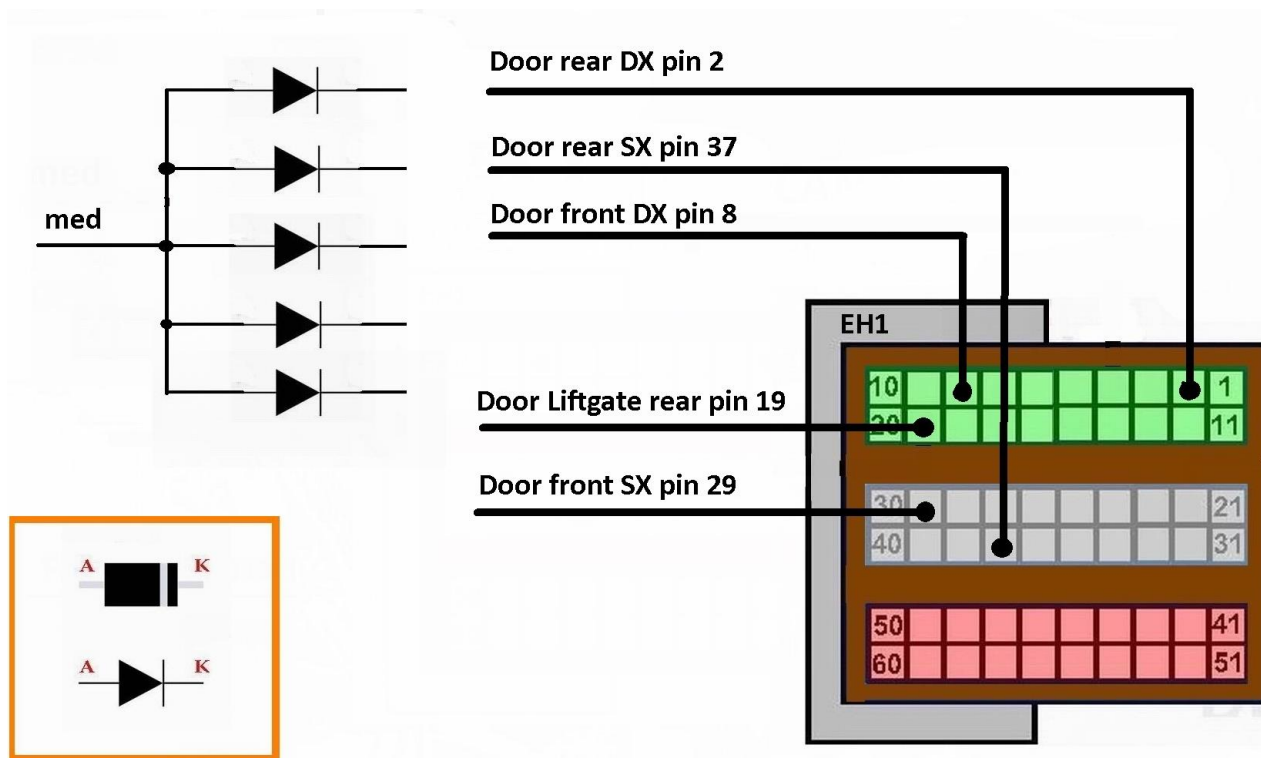 Door rear DX pin 2
Door rear SX pin 37
Door front DX pin 8
med
EH1
10 1
Door Liftgate rear pin 19
20 11
Door front SX pin 29
30 21
40 31
A K
50 41
A K
60 51